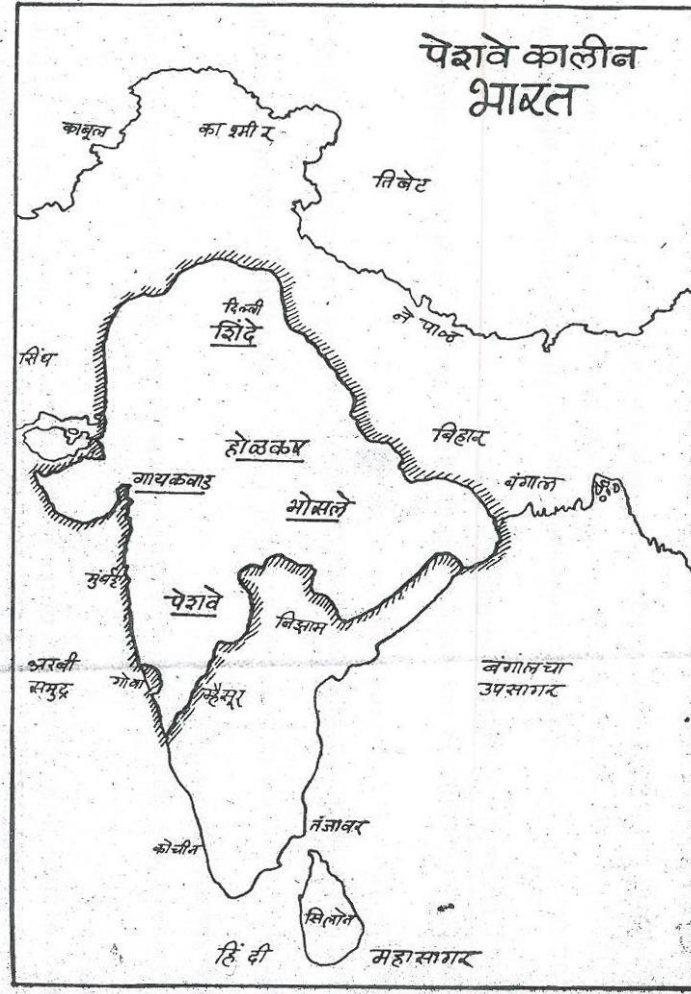 पेशवे कालीन
भारत
काबूल
काश्मीर
तिबेट
दिल्ली
शिंदे
नेपाळ
सिंध
होळकर
बिहार
गायकवाड
बंगाल
भोसले
मुंबई
पेशवे
निझाम
अरबी
समुद्र
गोवा
म्हैसूर
बंगालचा
उपसागर
तंजावर
कोचीन
सिलोन
हिंदी महासागर